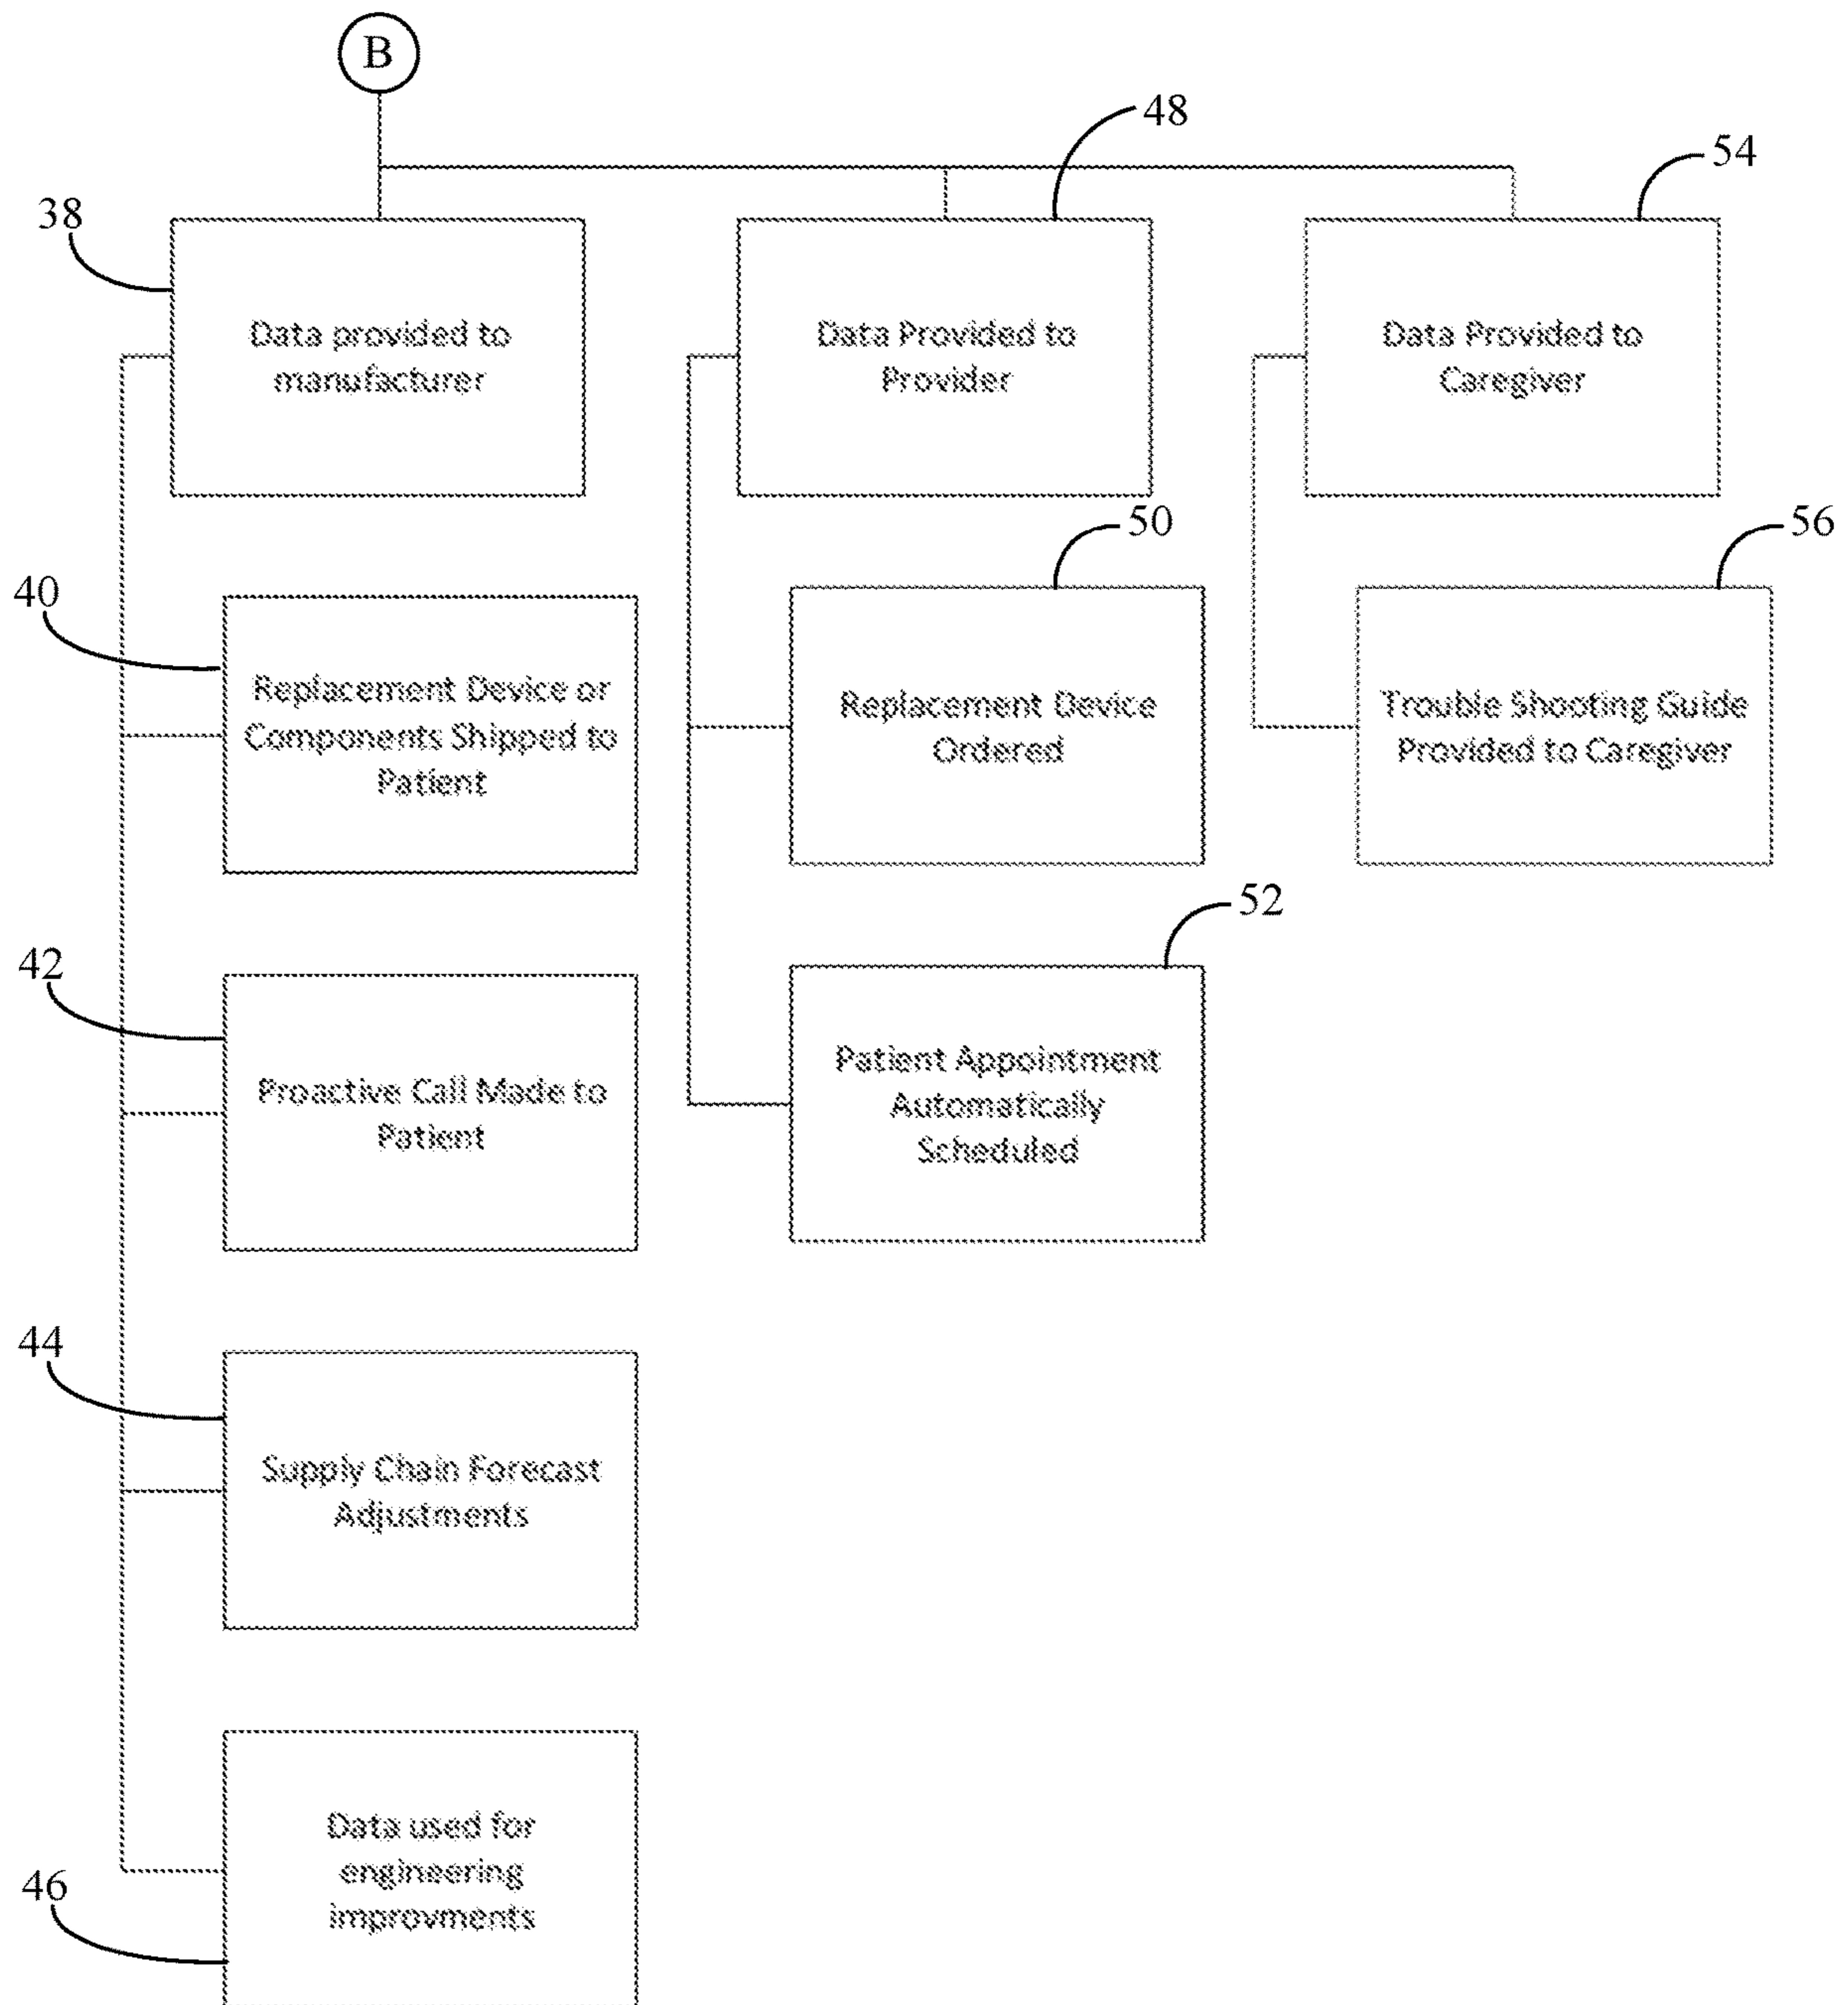 B
48
54
38
Data provided to
manufacturer
Data Provided to
Provider
Data Provided to
Caregiver
50
56
40
Replacement Device or
Components Shipped to
Patient
Replacement Device
Ordered
Trouble Shooting Guide
Provided to Caregiver
52
42
Proactive Call Made to
Patient
Patient Appointment
Automatically
Scheduled
44
Supply Chain Forecast
Adjustments
46
Data used for
engineering
improvments